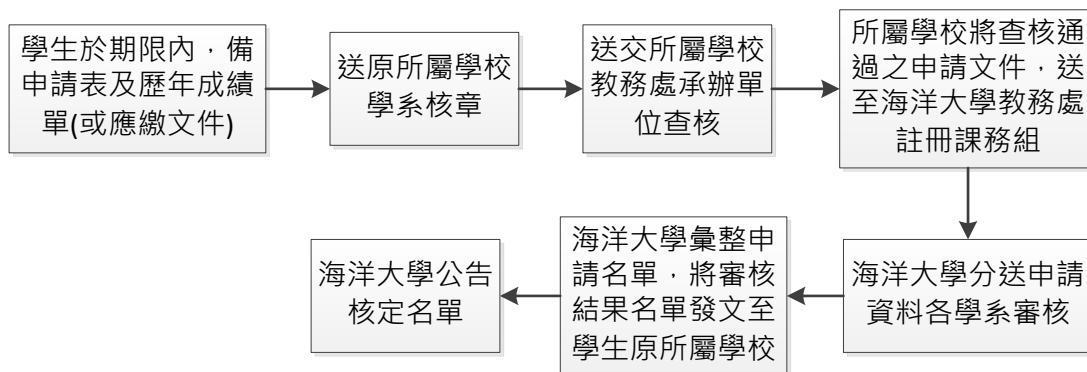 學生於期限內，備
申請表及歷年成績
單(或應繳文件)
送原所屬學校
學系核章
送交所屬學校
教務處承辦單
位查核
所屬學校將查核通
過之申請文件，送
至海洋大學教務處
註冊課務組
海洋大學分送申請
資料各學系審核
海洋大學彙整申
請名單，將審核
結果名單發文至
學生原所屬學校
海洋大學公告
核定名單